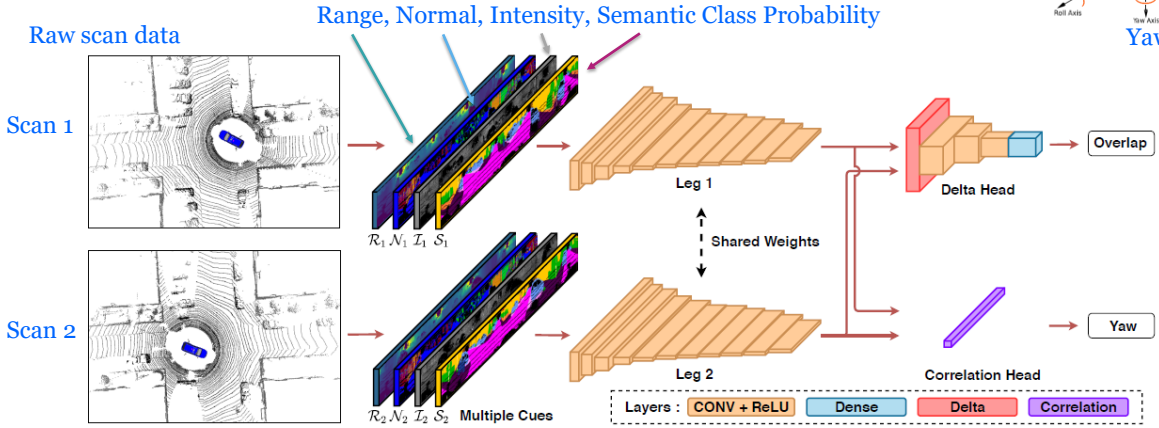 Range, Normal, Intensity, Semantic Class Probability
Roll Axis
Yaw Axis
Raw scan data
Yaw
Scan 1
R₁ N₁ I₁ S₁
Leg 1
Delta Head
Overlap
Shared Weights
Scan 2
R₂ N₂ I₂ S₂
Multiple Cues
Leg 2
Correlation Head
Yaw
Layers :
CONV + ReLU
Dense
Delta
Correlation